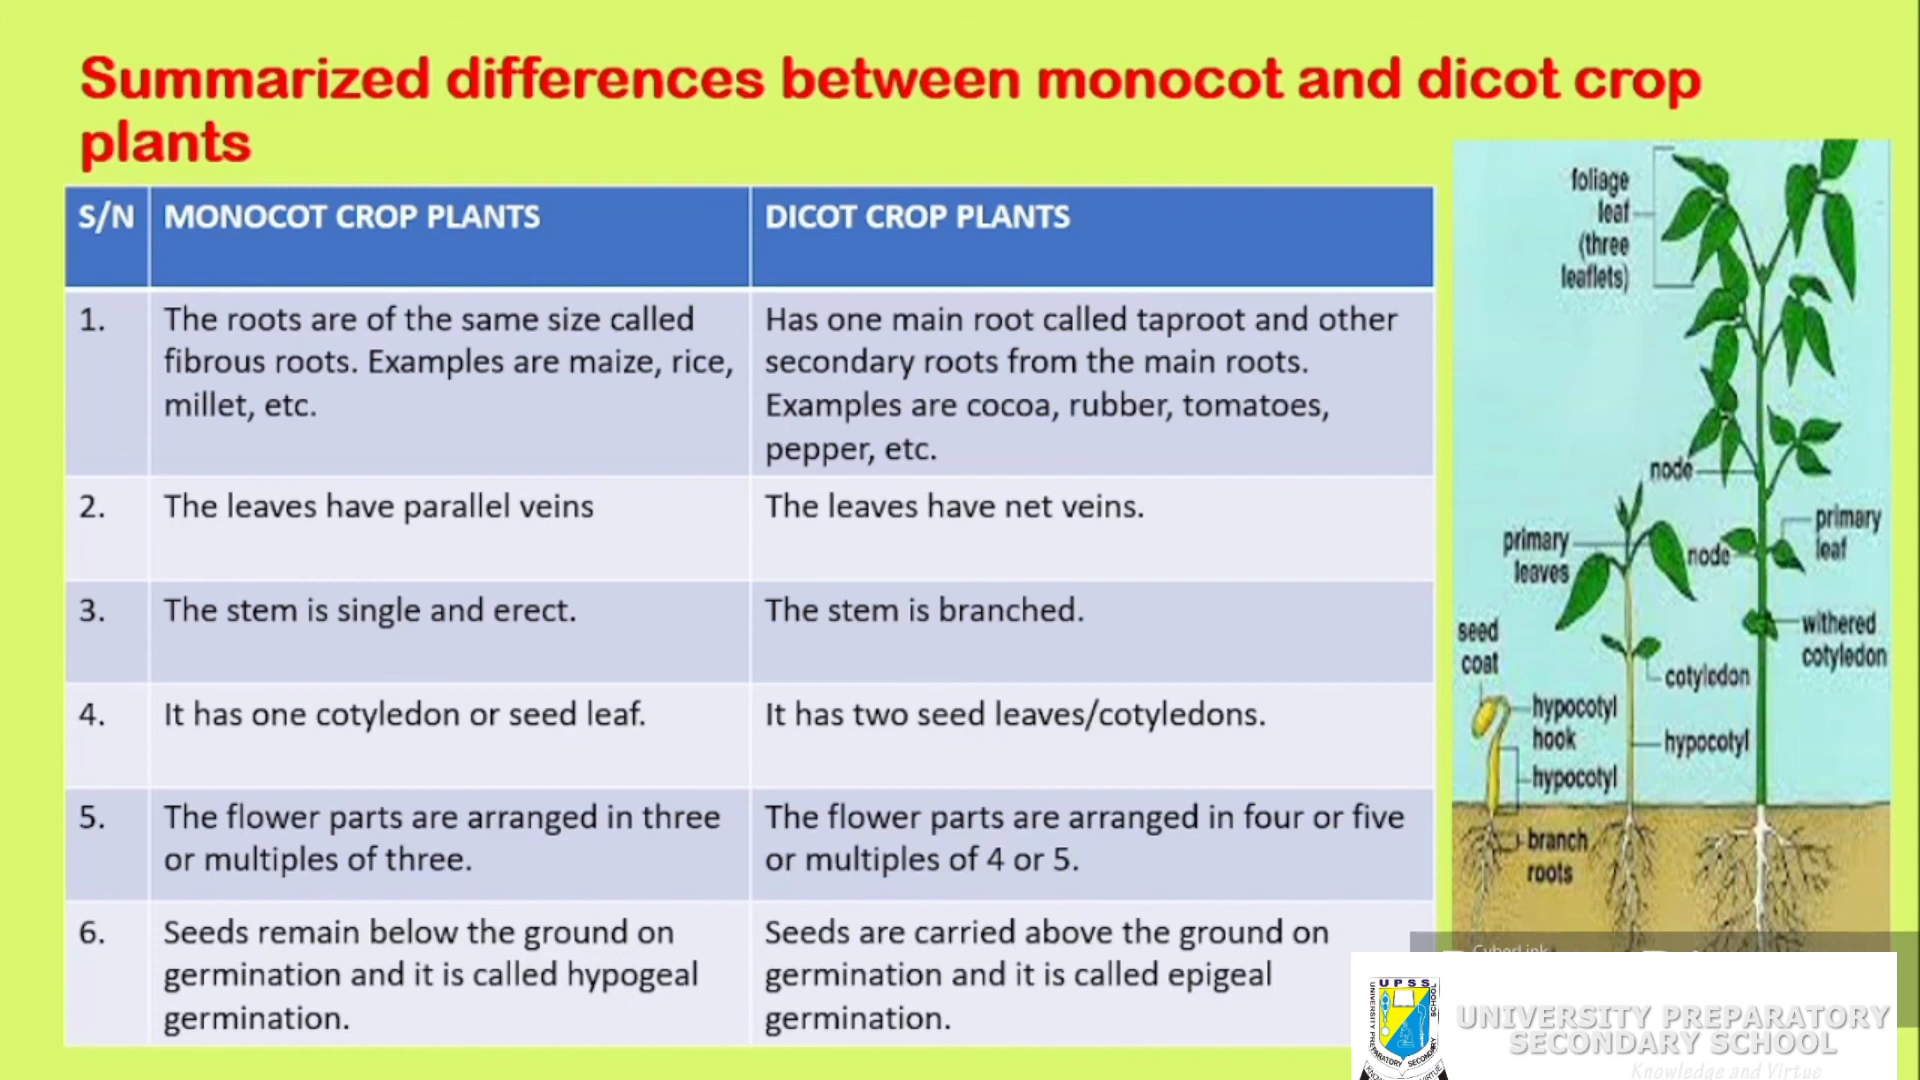 Summarized differences between monocot and dicot crop
plants
S/N
MONOCOT CROP PLANTS
DICOT CROP PLANTS
1.
The roots are of the same size called
fibrous roots. Examples are maize, rice,
millet, etc.
Has one main root called taproot and other
secondary roots from the main roots.
Examples are cocoa, rubber, tomatoes,
pepper, etc.
2.
The leaves have parallel veins
The leaves have net veins.
3.
The stem is single and erect.
The stem is branched.
4.
It has one cotyledon or seed leaf.
It has two seed leaves/cotyledons.
5.
The flower parts are arranged in three
or multiples of three.
The flower parts are arranged in four or five
or multiples of 4 or 5.
6.
Seeds remain below the ground on
germination and it is called hypogeal
germination.
Seeds are carried above the ground on
germination and it is called epigeal
germination.
foliage
leaf
(three
leaflets)
node
primary
leaves
node
primary
leaf
seed
coat
withered
cotyledon
cotyledon
hypocotyl
hook
hypocotyl
hypocotyl
branch
roots
CyberLink
UPSS
UNIVERSITY PREPARATORY SECONDARY SCHOOL
UNIVERSITY PREPARATORY
SECONDARY SCHOOL
Knowledge and Virtue